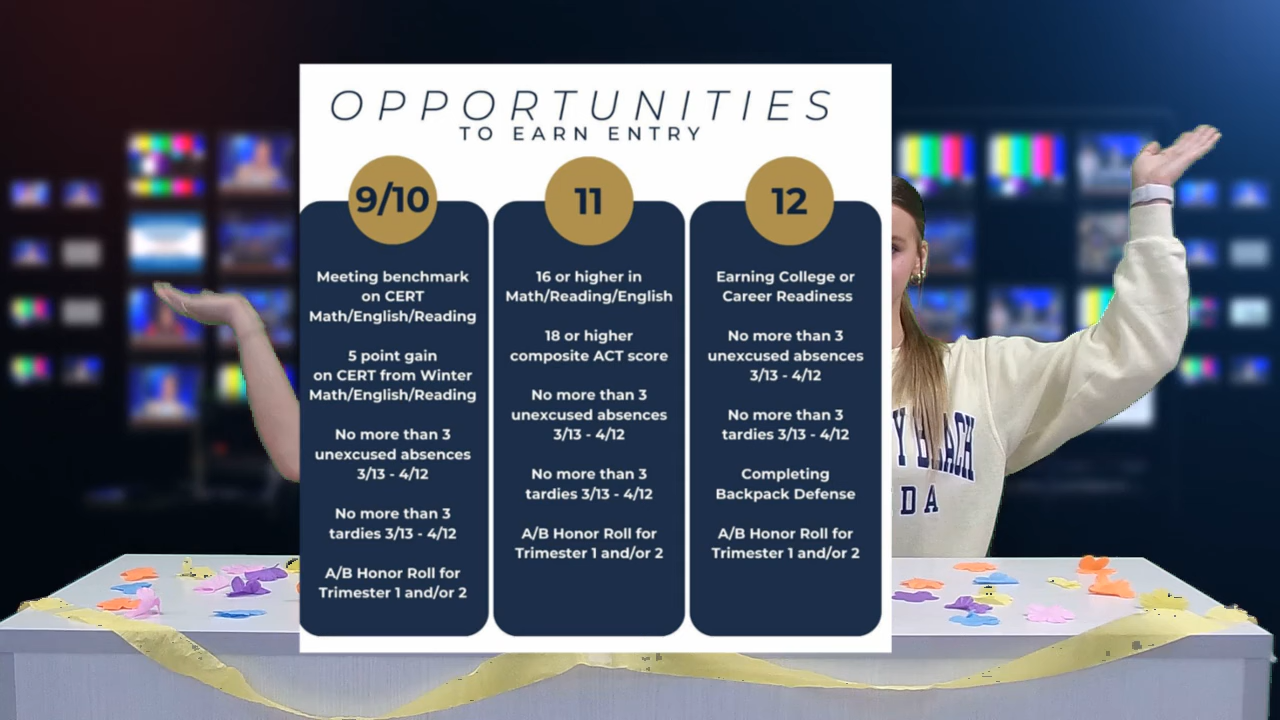 OPPORTUNITIES
TO EARN ENTRY
9/10
Meeting benchmark
on CERT
Math/English/Reading
5 point gain
on CERT from Winter
Math/English/Reading
No more than 3
unexcused absences
3/13 - 4/12
No more than 3
tardies 3/13 - 4/12
A/B Honor Roll for
Trimester 1 and/or 2
11
16 or higher in
Math/Reading/English
18 or higher
composite ACT score
No more than 3
unexcused absences
3/13 - 4/12
No more than 3
tardies 3/13 - 4/12
A/B Honor Roll for
Trimester 1 and/or 2
12
Earning College or
Career Readiness
No more than 3
unexcused absences
3/13 - 4/12
No more than 3
tardies 3/13 - 4/12
Completing
Backpack Defense
A/B Honor Roll for
Trimester 1 and/or 2